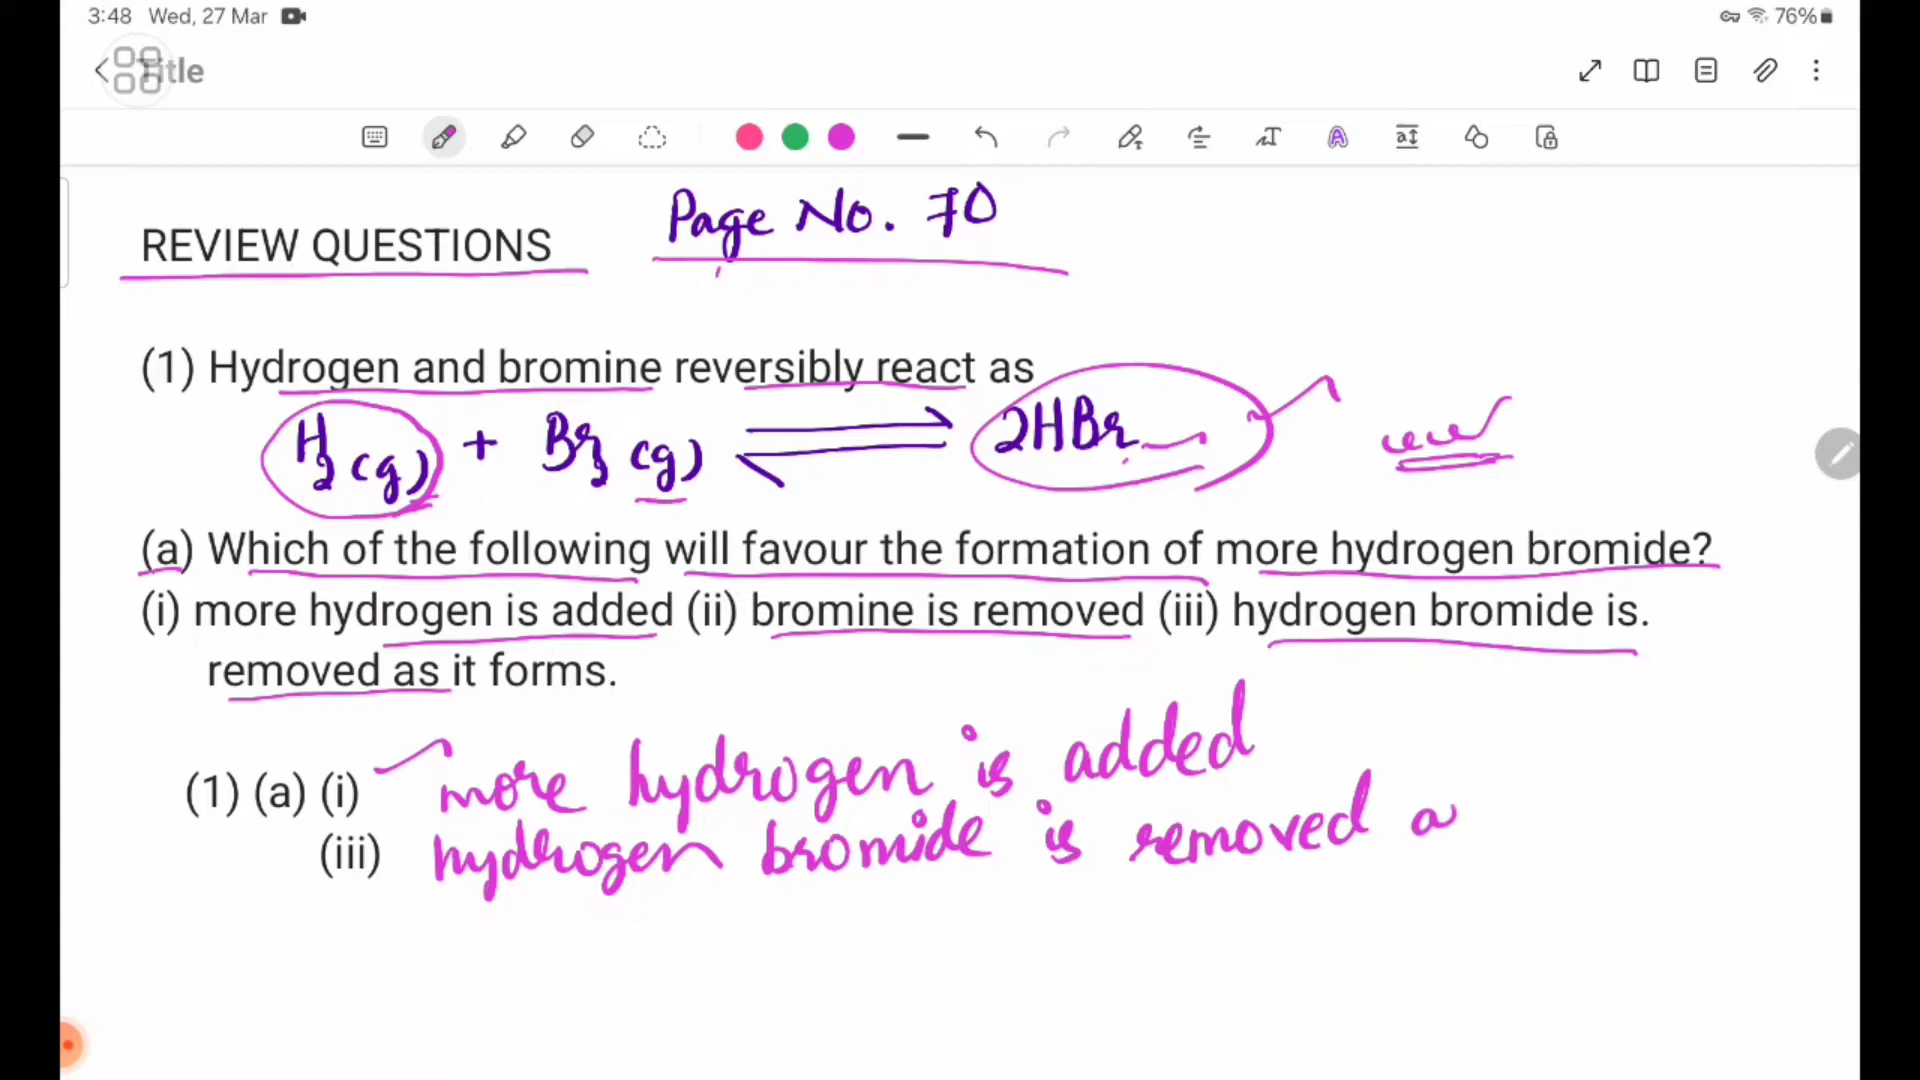 3:48 Wed, 27 Mar
76%
Title
REVIEW QUESTIONS Page No. 70
(1) Hydrogen and bromine reversibly react as
H2(g) + Br2(g) ⇌ 2HBr
(a) Which of the following will favour the formation of more hydrogen bromide?
(i) more hydrogen is added (ii) bromine is removed (iii) hydrogen bromide is.
removed as it forms.
(1) (a) (i) more hydrogen is added
(iii) hydrogen bromide is removed a